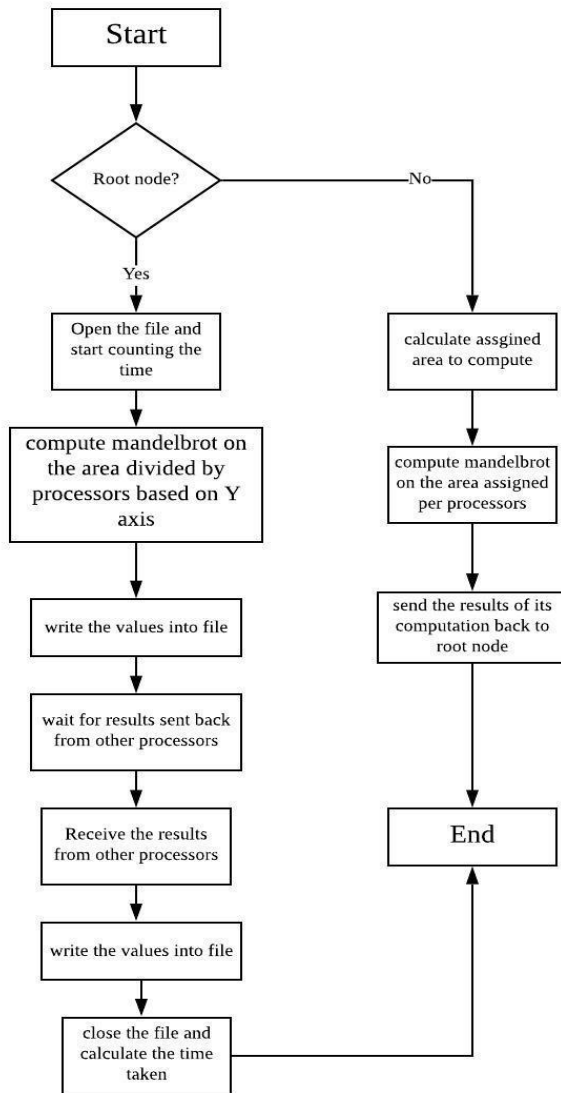 Start
Root node?
No
Yes
Open the file and
start counting the
time
calculate assgined
area to compute
compute mandelbrot on
the area divided by
processors based on Y
axis
compute mandelbrot
on the area assigned
per processors
write the values into file
send the results of its
computation back to
root node
wait for results sent back
from other processors
Receive the results
from other processors
End
write the values into file
close the file and
calculate the time
taken